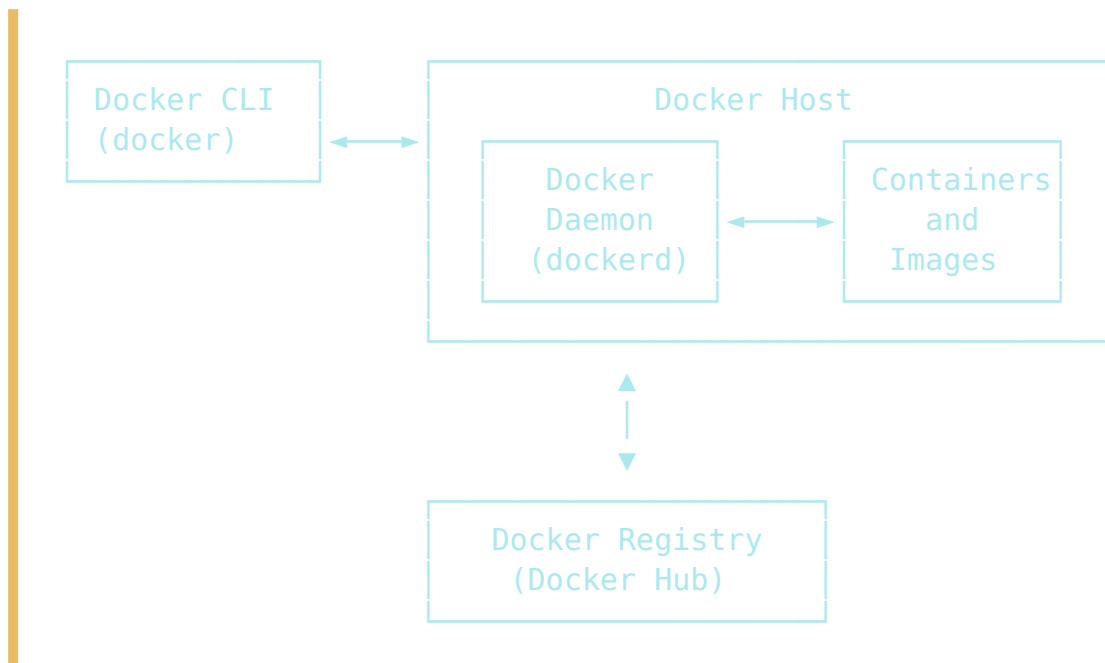 Docker CLI
(docker)
Docker Host
Docker
Daemon
(dockerd)
Containers
and
Images
Docker Registry
(Docker Hub)